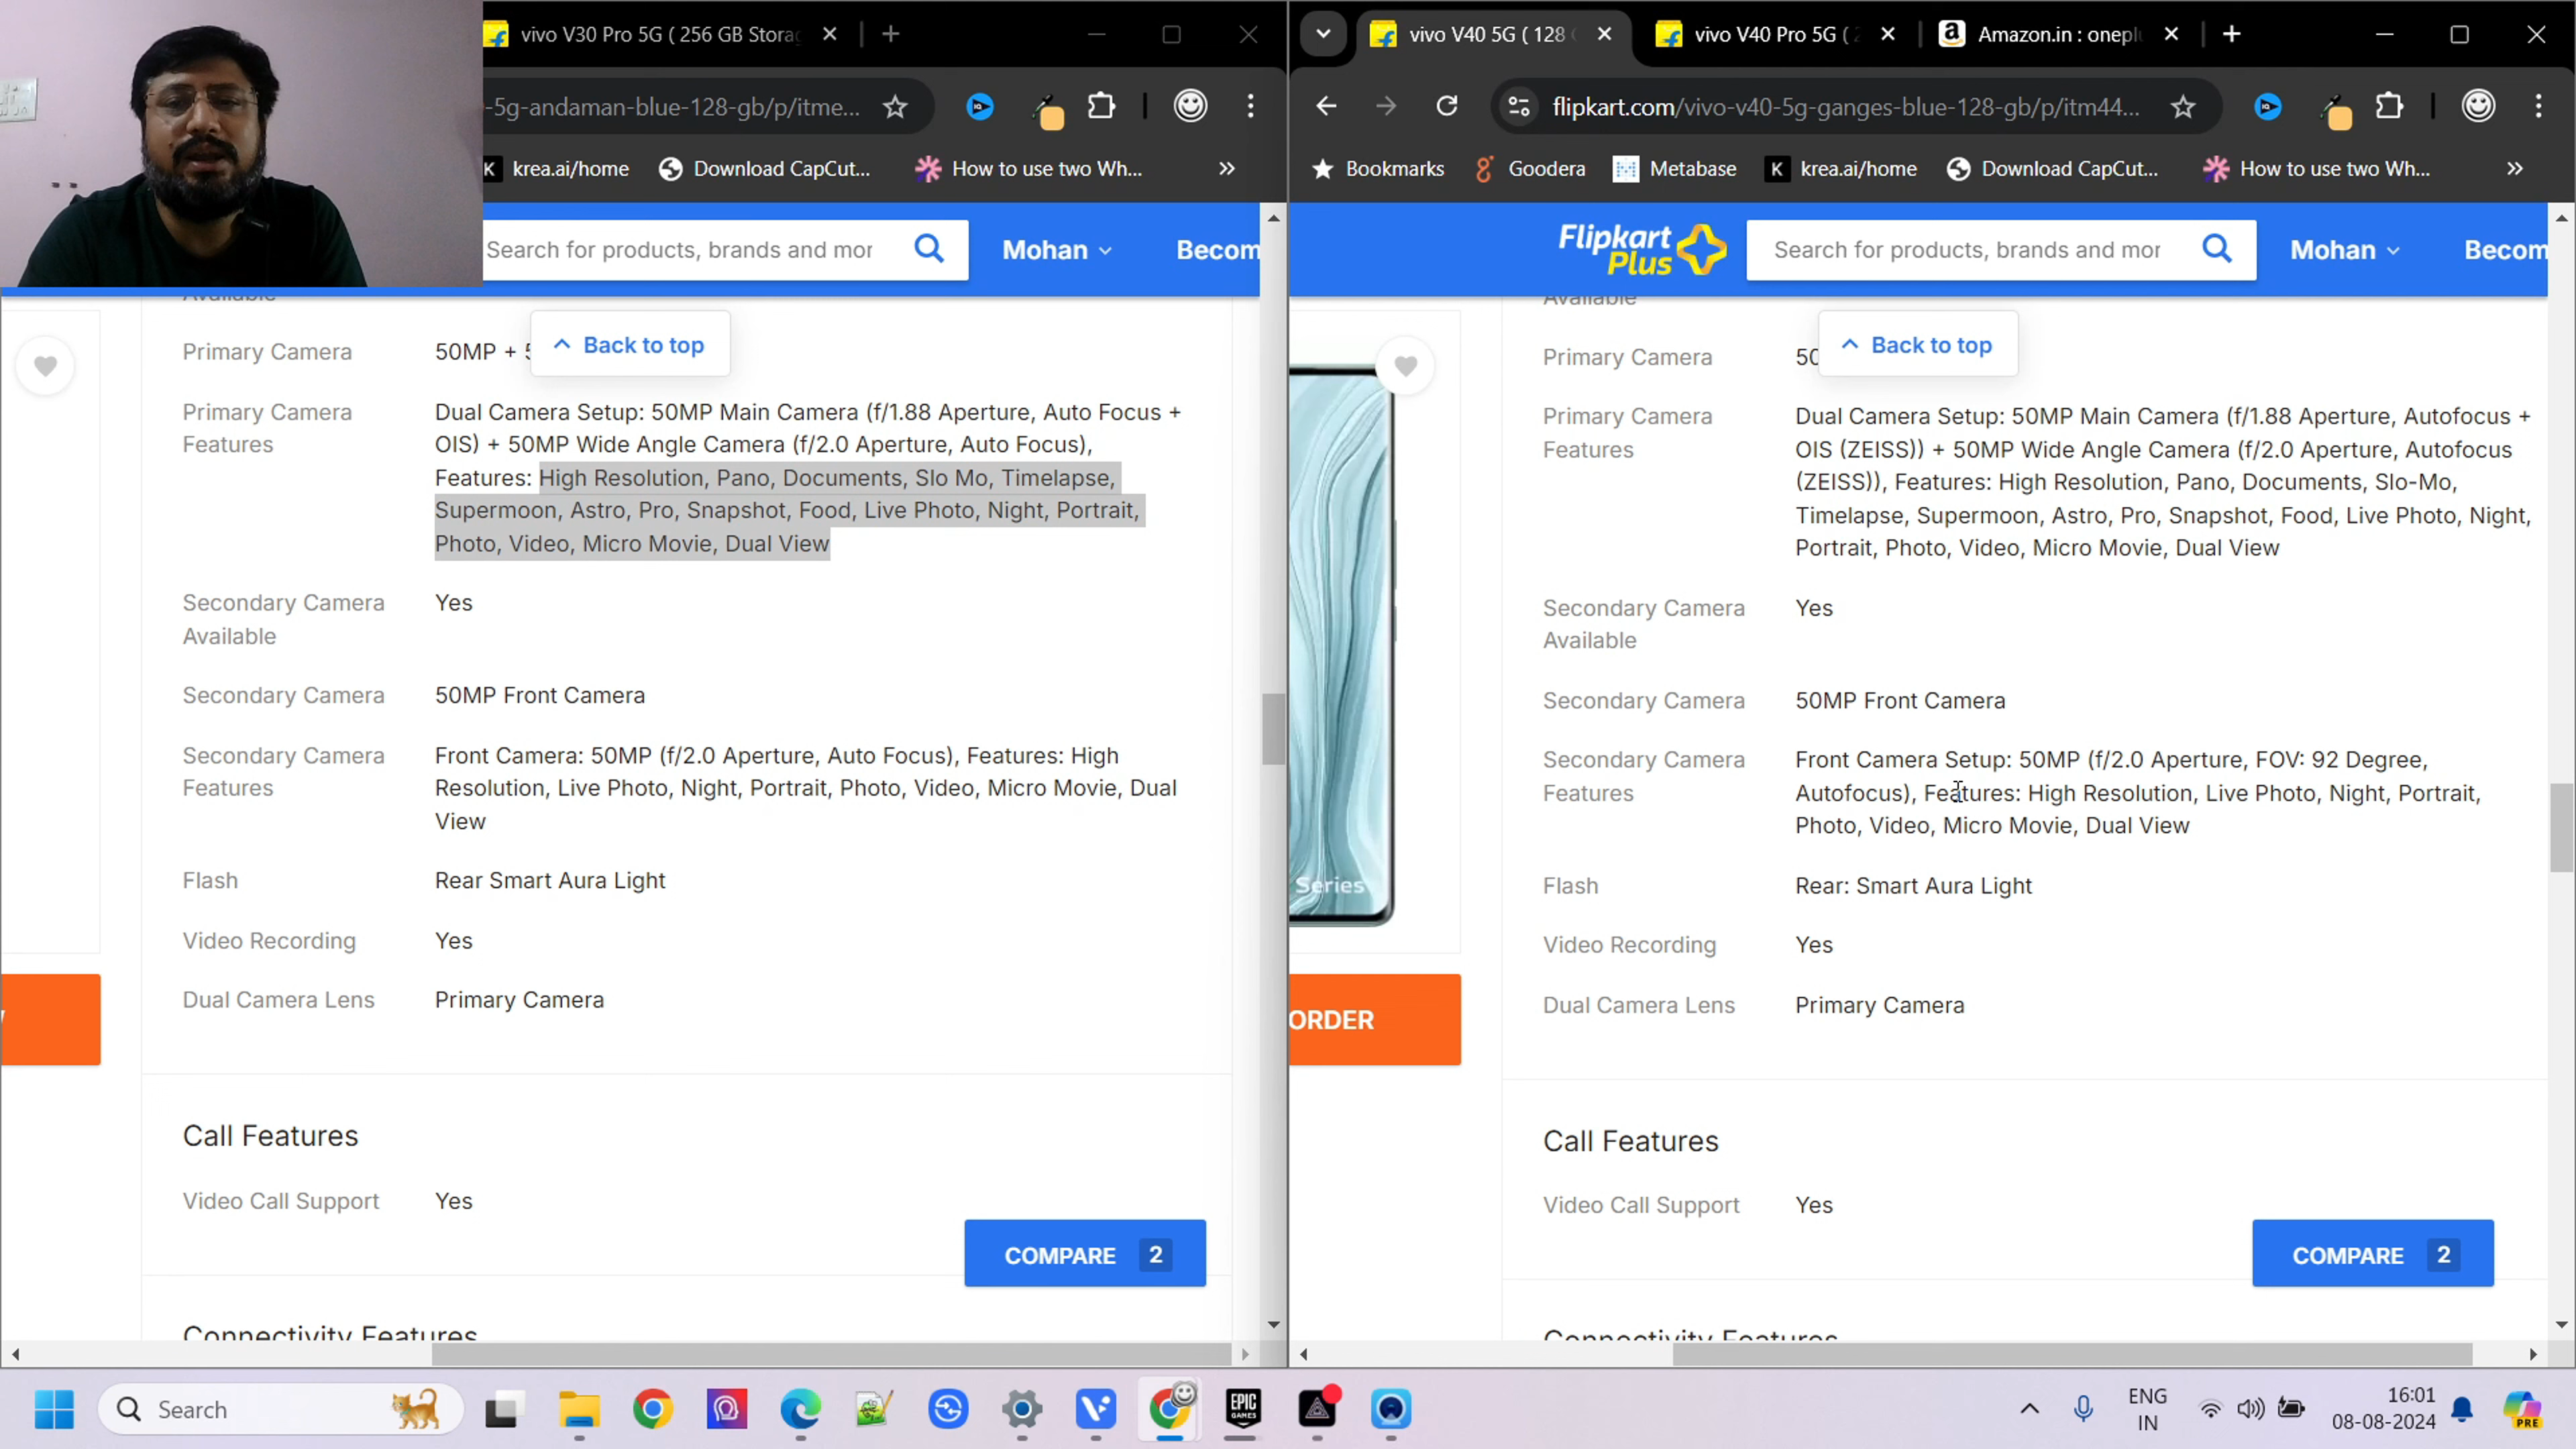 vivo V30 Pro 5G ( 256 GB Stora
vivo V40 5G ( 128
vivo V40 Pro 5G ( 2
Amazon.in : onepl
-5g-andaman-blue-128-gb/p/itme...
flipkart.com/vivo-v40-5g-ganges-blue-128-gb/p/itm44...
krea.ai/home
Download CapCut...
How to use two Wh...
»
Bookmarks
Goodera
Metabase
krea.ai/home
Download CapCut...
How to use two Wh...
»
Search for products, brands and mor
Mohan
Becom
Flipkart
Plus
Search for products, brands and mor
Mohan
Becom
Available
Back to top
Primary Camera
50MP + 5
Primary Camera
Features
Dual Camera Setup: 50MP Main Camera (f/1.88 Aperture, Auto Focus +
OIS) + 50MP Wide Angle Camera (f/2.0 Aperture, Auto Focus),
Features: High Resolution, Pano, Documents, Slo Mo, Timelapse,
Supermoon, Astro, Pro, Snapshot, Food, Live Photo, Night, Portrait,
Photo, Video, Micro Movie, Dual View
Secondary Camera
Available
Yes
Secondary Camera
50MP Front Camera
Secondary Camera
Features
Front Camera: 50MP (f/2.0 Aperture, Auto Focus), Features: High
Resolution, Live Photo, Night, Portrait, Photo, Video, Micro Movie, Dual
View
Flash
Rear Smart Aura Light
Video Recording
Yes
Dual Camera Lens
Primary Camera
Call Features
Video Call Support
Yes
COMPARE 2
Connectivity Features
Available
Back to top
Primary Camera
50
Primary Camera
Features
Dual Camera Setup: 50MP Main Camera (f/1.88 Aperture, Autofocus +
OIS (ZEISS)) + 50MP Wide Angle Camera (f/2.0 Aperture, Autofocus
(ZEISS)), Features: High Resolution, Pano, Documents, Slo-Mo,
Timelapse, Supermoon, Astro, Pro, Snapshot, Food, Live Photo, Night,
Portrait, Photo, Video, Micro Movie, Dual View
Secondary Camera
Available
Yes
Secondary Camera
50MP Front Camera
Secondary Camera
Features
Front Camera Setup: 50MP (f/2.0 Aperture, FOV: 92 Degree,
Autofocus), Features: High Resolution, Live Photo, Night, Portrait,
Photo, Video, Micro Movie, Dual View
Series
Flash
Rear: Smart Aura Light
Video Recording
Yes
Dual Camera Lens
Primary Camera
ORDER
Call Features
Video Call Support
Yes
COMPARE 2
Connectivity Features
Search
EPIC
GAMES
ENG
IN
16:01
08-08-2024
PRE